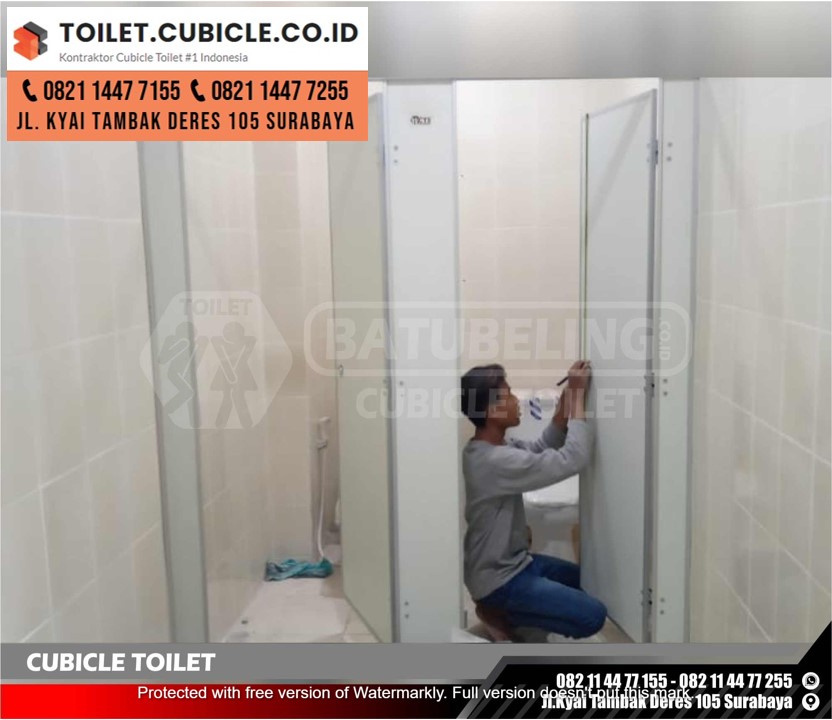 TOILET.CUBICLE.CO.ID
Kontraktor Cubicle Toilet #1 Indonesia
0821 1447 7155 0821 1447 7255
JL. KYAI TAMBAK DERES 105 SURABAYA
TOILET
BATUBELING
.CO.ID
CUBICLE TOILET
CUBICLE TOILET
082 11 44 77 155 - 082 11 44 77 255
Jl.Kyai Tambak Deres 105 Surabaya
Protected with free version of Watermarkly. Full version doesn't put this mark.